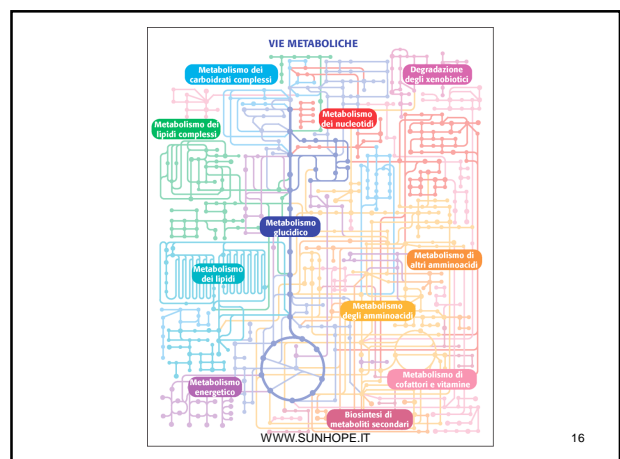 VIE METABOLICHE
Metabolismo dei
carboidrati complessi
Degradazione
degli xenobiotici
Metabolismo dei
lipidi complessi
Metabolismo
dei nucleotidi
Metabolismo
glucidico
Metabolismo di
altri amminoacidi
Metabolismo
dei lipidi
Metabolismo
degli amminoacidi
Metabolismo
energetico
Metabolismo di
cofattori e vitamine
Biosintesi di
metaboliti secondari
WWW.SUNHOPE.IT
16